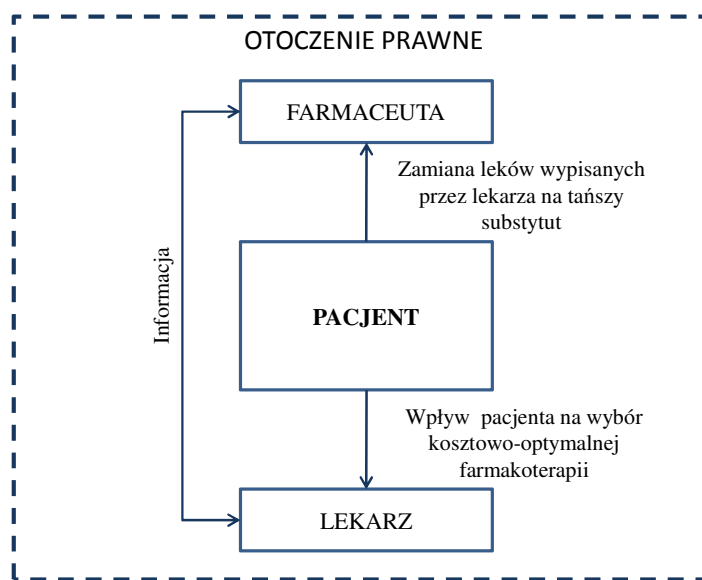 OTOCZENIE PRAWNE
FARMACEUTA
Zamiana leków wypisanych
przez lekarza na tańszy
substytut
Informacja
PACJENT
Wpływ pacjenta na wybór
kosztowo-optymalnej
farmakoterapii
LEKARZ